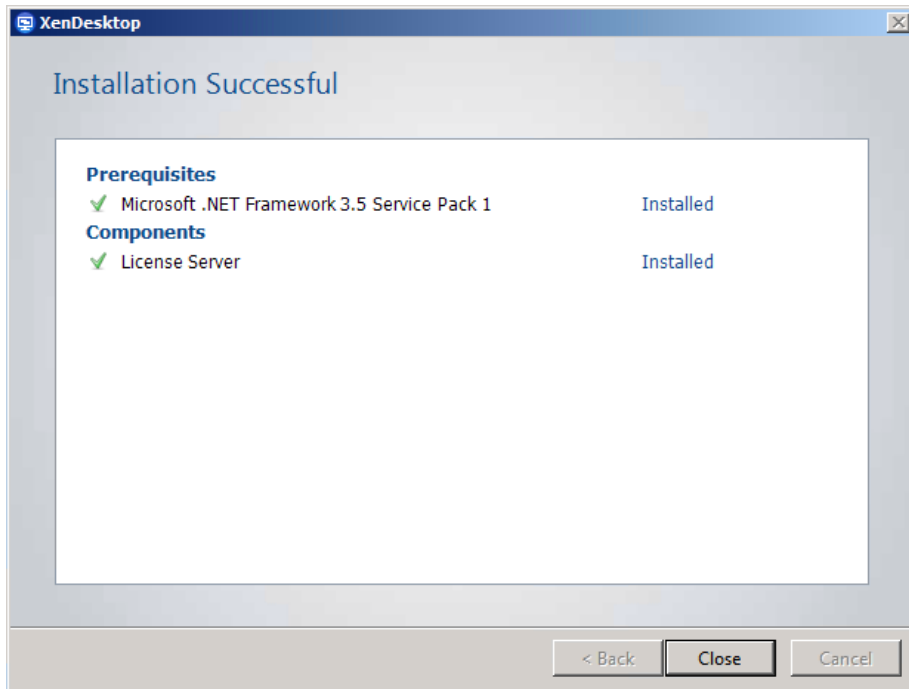 XenDesktop
Installation Successful
Prerequisites
Microsoft .NET Framework 3.5 Service Pack 1 Installed
Components
License Server Installed
< Back Close Cancel